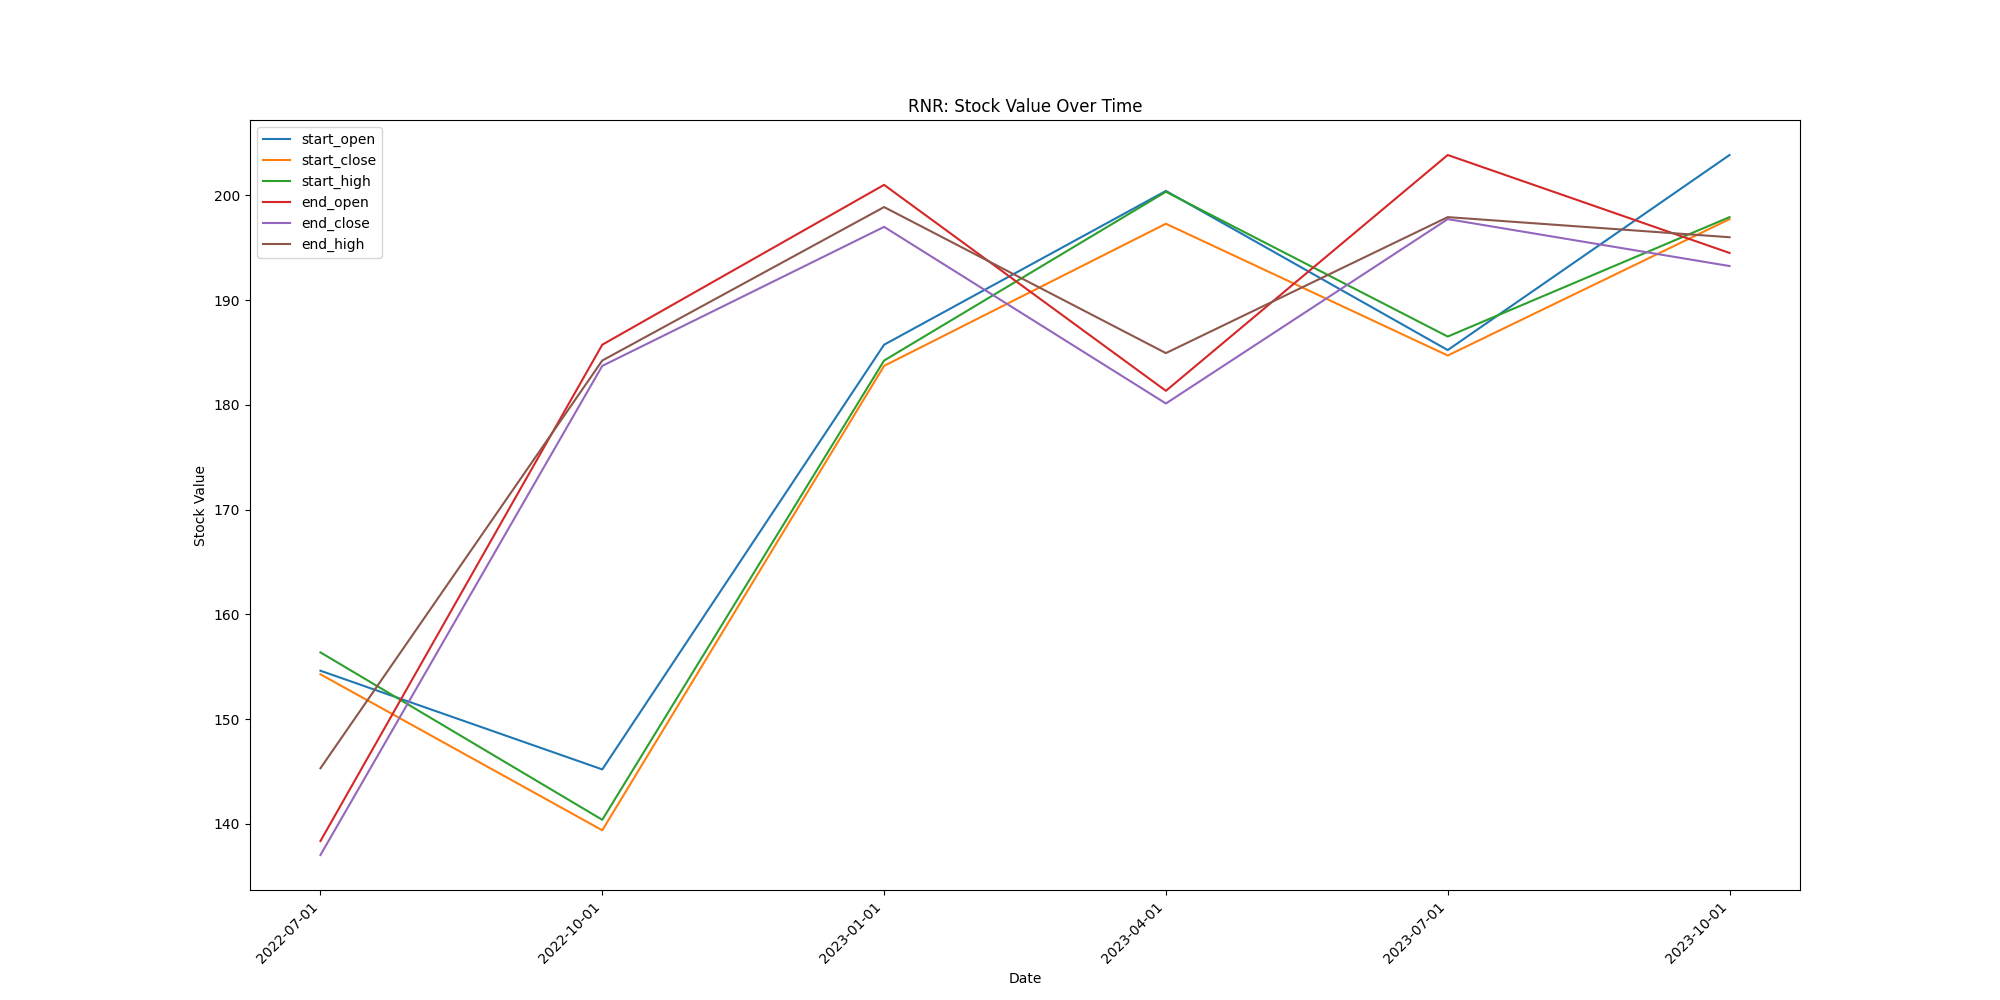 RNR: Stock Value Over Time
start_open
start_close
start_high
end_open
end_close
end_high
200
190
180
170
160
150
140
Stock Value
2022-07-01
2022-10-01
2023-01-01
2023-04-01
2023-07-01
2023-10-01
Date